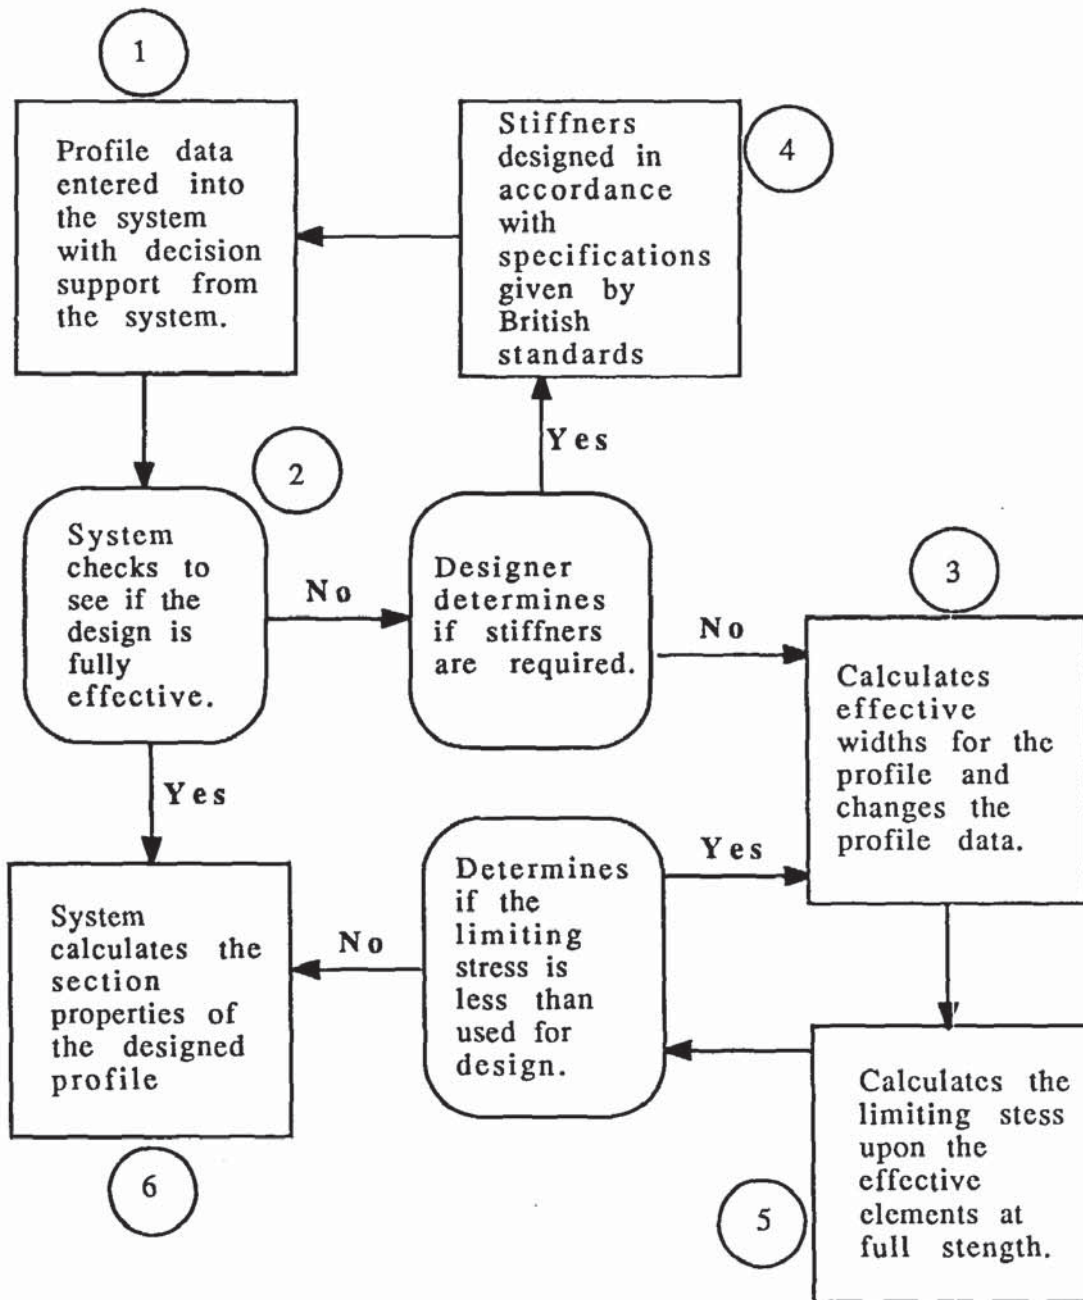 1
Profile data
entered into
the system
with decision
support from
the system.
Stiffners
designed in
accordance
with
specifications
given by
British
standards
4
Yes
2
System
checks to
see if the
design is
fully
effective.
No
Designer
determines
if stiffners
are required.
No
3
Calculates
effective
widths for the
profile and
changes the
profile data.
Yes
Determines
if the
limiting
stress is
less than
used for
design.
Yes
No
System
calculates the
section
properties of
the designed
profile
6
Calculates the
limiting stess
upon the
effective
elements at
full stength.
5